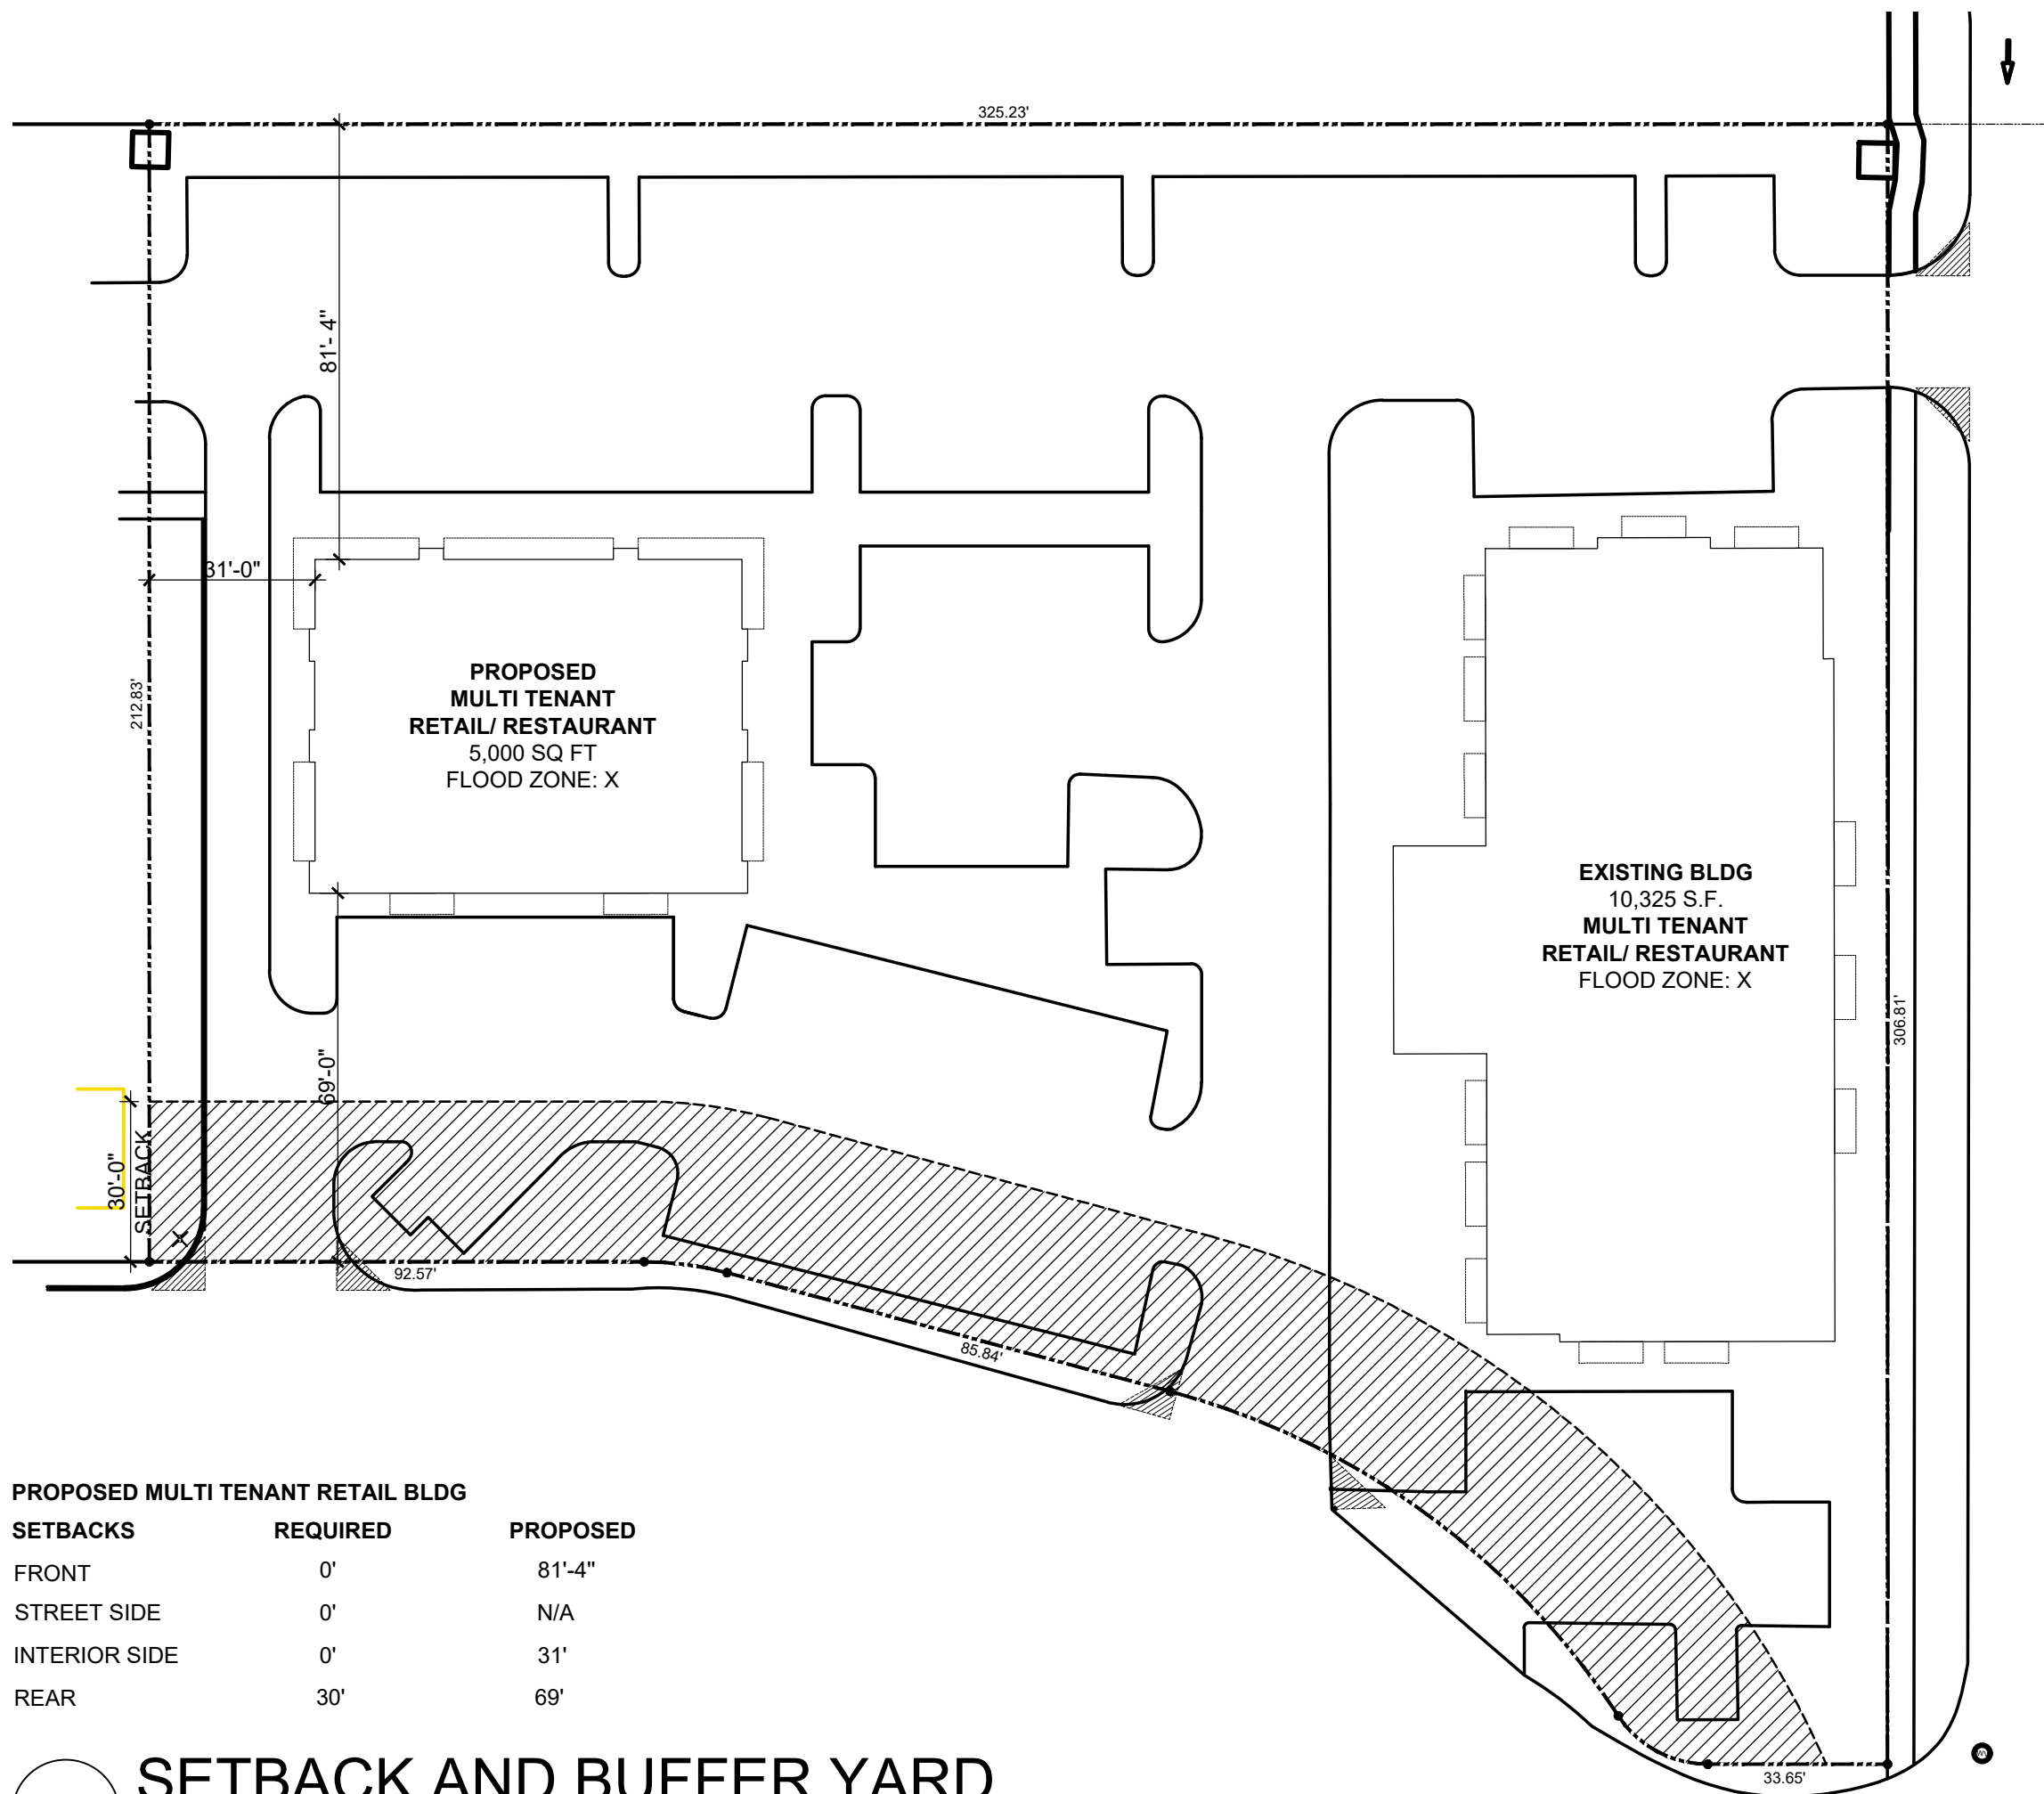 325.23'
81'- 4"
31'-0"
212.83'
PROPOSED
MULTI TENANT
RETAIL/ RESTAURANT
5,000 SQ FT
FLOOD ZONE: X
EXISTING BLDG
10,325 S.F.
MULTI TENANT
RETAIL/ RESTAURANT
FLOOD ZONE: X
306.81'
69'-0"
30'-0"
SETBACK
92.57'
85.84'
33.65'
PROPOSED MULTI TENANT RETAIL BLDG
SETBACKS REQUIRED PROPOSED
FRONT 0' 81'-4"
STREET SIDE 0' N/A
INTERIOR SIDE 0' 31'
REAR 30' 69'
SETBACK AND BUFFER YARD